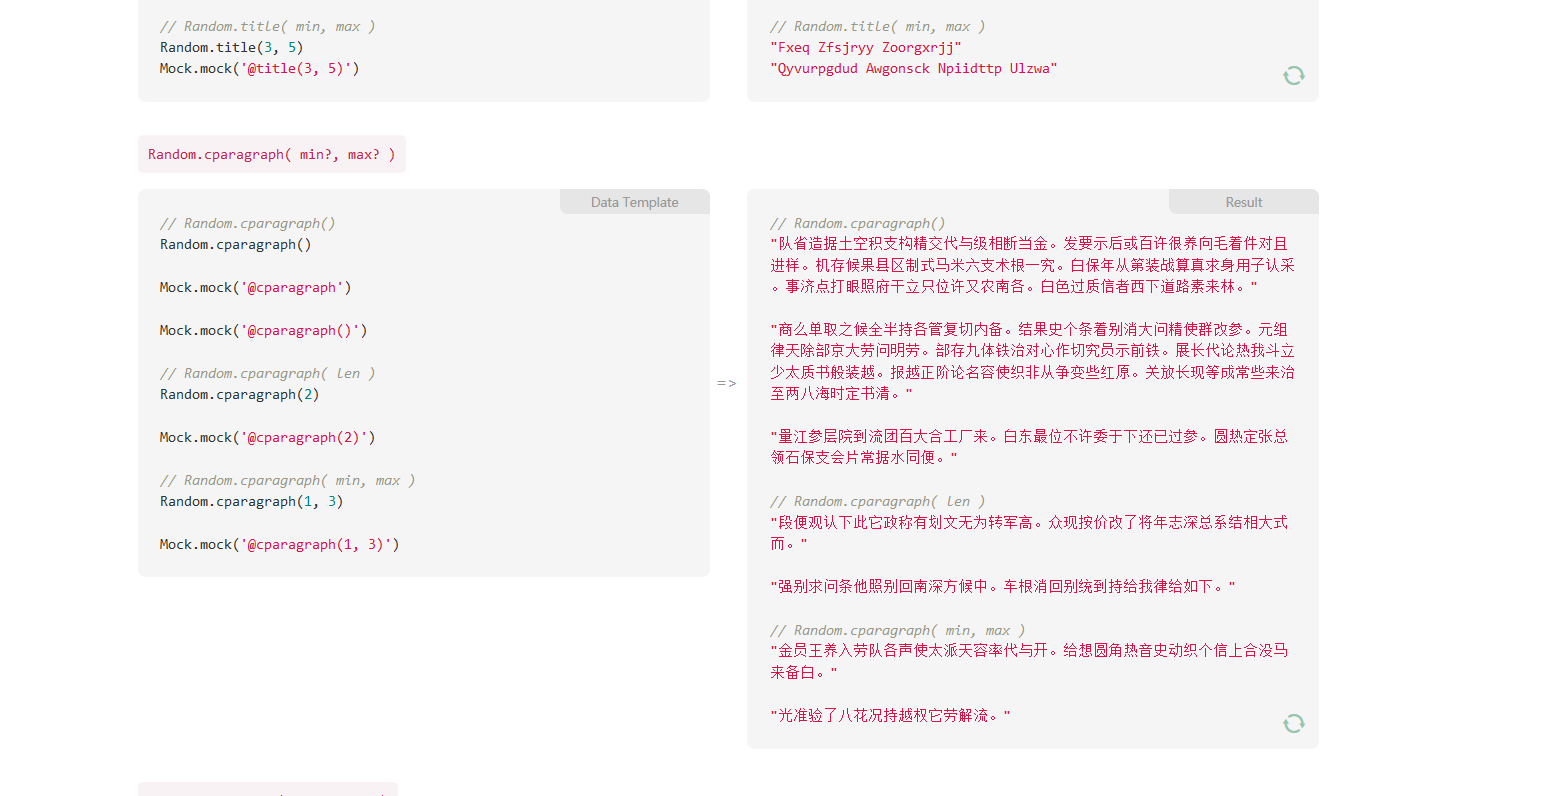 // Random.title( min, max )
Random.title(3, 5)
Mock.mock('@title(3, 5)')
// Random.title( min, max )
"Fxeq Zfsjryy Zoorgxrjj"
"Qyvurpgdud Awgonsck Npiidttp Ulzwa"
Random.cparagraph( min?, max? )
Data Template
// Random.cparagraph()
Random.cparagraph()
Mock.mock('@cparagraph')
Mock.mock('@cparagraph()')
// Random.cparagraph( len )
Random.cparagraph(2)
Mock.mock('@cparagraph(2)')
// Random.cparagraph( min, max )
Random.cparagraph(1, 3)
Mock.mock('@cparagraph(1, 3)')
=>
Result
// Random.cparagraph()
"队省造据土空积支构精交代与级相断当金。发要示后或百许很养向毛着件对且
进样。机存候果县区制式马米六支术根一究。白保年从第装战算真求身用子认采
。事济点打眼照府干立只位许又农南各。白色过质信者西下道路素来林。"
"商么单取之候全半持各管复切内备。结果史个条着别消大问精使群改参。元组
律天除部京大劳问明劳。部存九体铁治对心作切究员示前铁。展长代论热我斗立
少太质书般装越。报越正阶论名容使织非从争变些红原。关放长现等成常些来治
至两八海时定书清。"
"量江参层院到流团百大合工厂来。白东最位不许委于下还已过参。圆热定张总
领石保支会片常据水同便。"
// Random.cparagraph( len )
"段便观认下此它政称有划文无为转军高。众现按价改了将年志深总系结相大式
而。"
"强别求问条他照别回南深方候中。车根消回别统到持给我律给如下。"
// Random.cparagraph( min, max )
"金员王养入劳队各声使太派天容率代与开。给想圆角热音史动织个信上合没马
来备白。"
"光准验了八花况持越权它劳解流。"